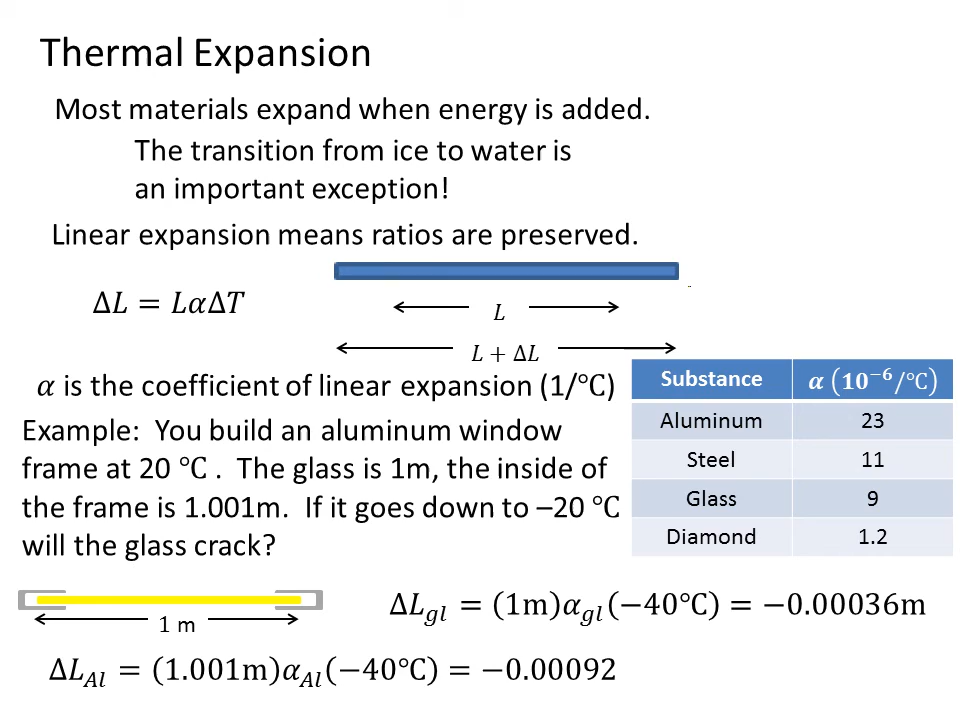 Thermal Expansion
Most materials expand when energy is added.
The transition from ice to water is
an important exception!
Linear expansion means ratios are preserved.
Δ𝐿 = 𝐿𝛼Δ𝑇
𝐿
𝐿 + Δ𝐿
𝛼 is the coefficient of linear expansion (1/℃)
Substance 𝜶 (𝟏𝟎⁻⁶/℃)
Aluminum 23
Steel 11
Glass 9
Diamond 1.2
Example: You build an aluminum window
frame at 20 ℃ . The glass is 1m, the inside of
the frame is 1.001m. If it goes down to –20 ℃
will the glass crack?
1 m
Δ𝐿_𝑔𝑙 = (1m)𝛼_𝑔𝑙(−40℃) = −0.00036m
Δ𝐿_𝐴𝑙 = (1.001m)𝛼_𝐴𝑙(−40℃) = −0.00092